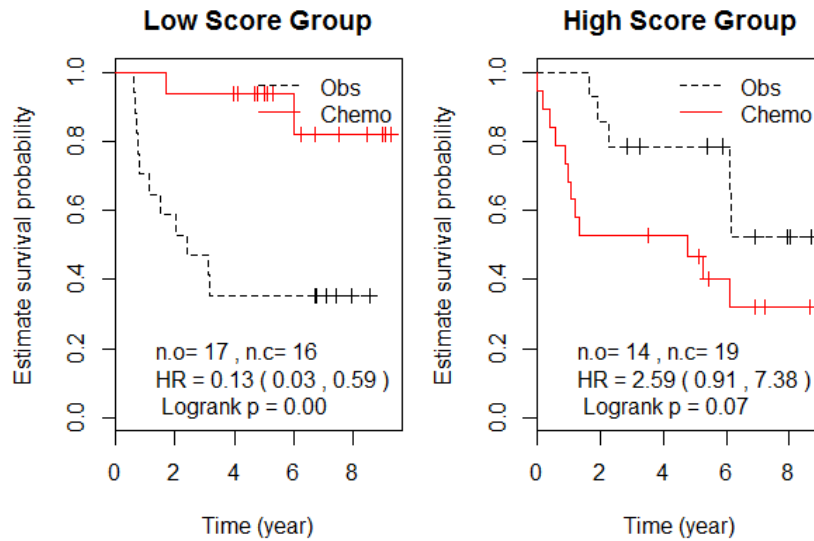 Low Score Group
Estimate survival probability
1.0
0.8
0.6
0.4
0.2
0.0
Obs
Chemo
n.o= 17 , n.c= 16
HR = 0.13 ( 0.03 , 0.59 )
Logrank p = 0.00
0 2 4 6 8
Time (year)
High Score Group
Estimate survival probability
1.0
0.8
0.6
0.4
0.2
0.0
Obs
Chemo
n.o= 14 , n.c= 19
HR = 2.59 ( 0.91 , 7.38 )
Logrank p = 0.07
0 2 4 6 8
Time (year)